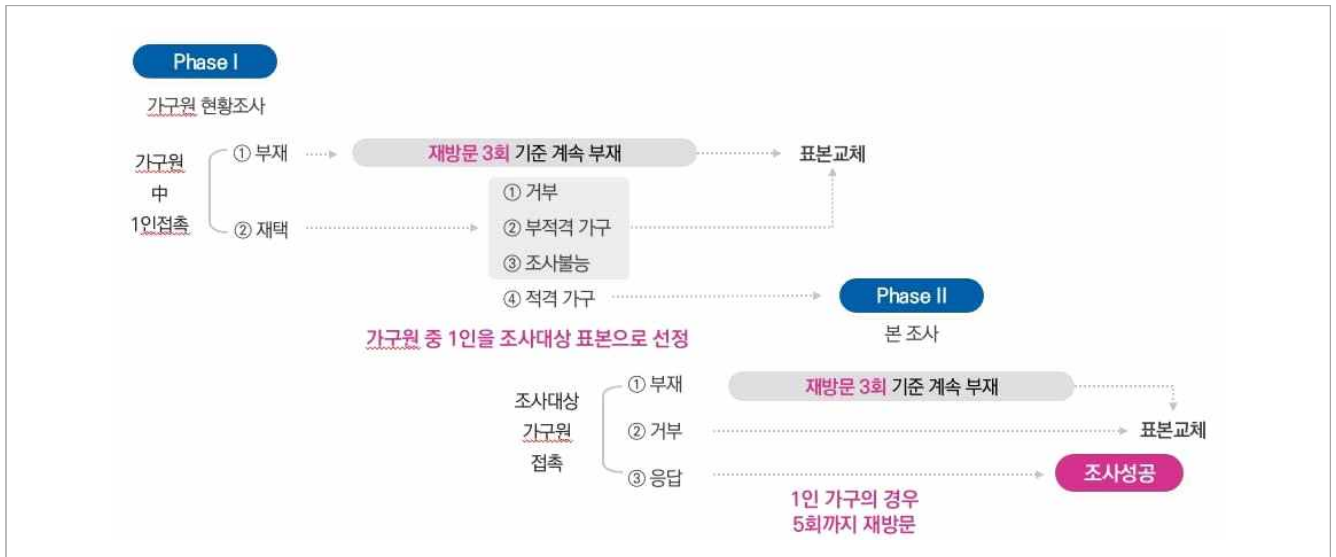 Phase I
가구원 현황조사
가구원
中
1인접촉
① 부재
재방문 3회 기준 계속 부재
표본교체
② 재택
① 거부
② 부적격 가구
③ 조사불능
④ 적격 가구
Phase II
본 조사
가구원 중 1인을 조사대상 표본으로 선정
조사대상
가구원
접촉
① 부재
재방문 3회 기준 계속 부재
② 거부
표본교체
③ 응답
조사성공
1인 가구의 경우
5회까지 재방문